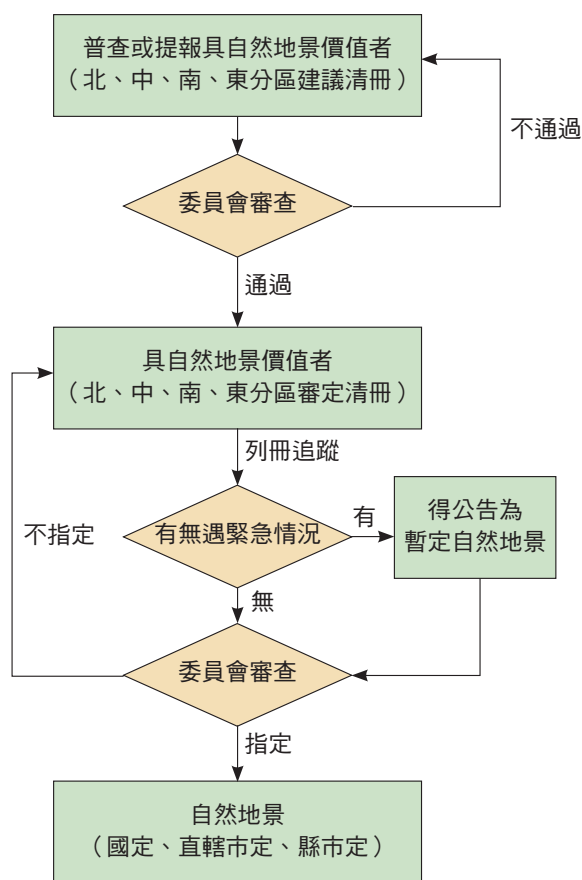 普查或提報具自然地景價值者
（北、中、南、東分區建議清冊）
不通過
委員會審查
通過
具自然地景價值者
（北、中、南、東分區審定清冊）
列冊追蹤
不指定
有無遇緊急情況
有
得公告為
暫定自然地景
無
委員會審查
指定
自然地景
（國定、直轄市定、縣市定）